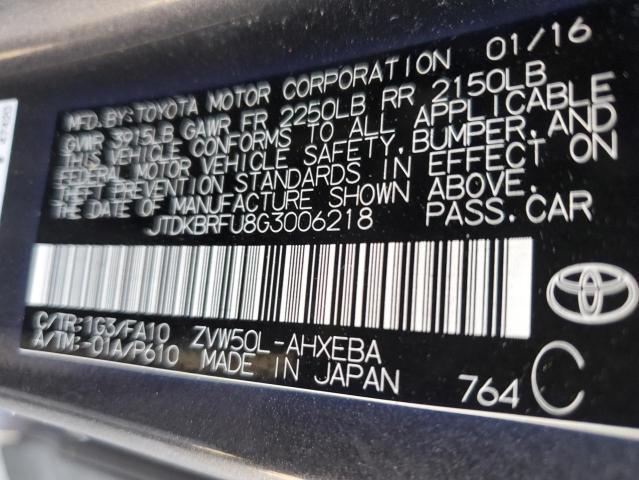 MFD. BY: TOYOTA MOTOR CORPORATION 01/16
GVWR 3915LB GAWR FR 2250LB RR 2150LB
THIS VEHICLE CONFORMS TO ALL APPLICABLE
FEDERAL MOTOR VEHICLE SAFETY, BUMPER, AND
THEFT PREVENTION STANDARDS IN EFFECT ON
THE DATE OF MANUFACTURE SHOWN ABOVE.
JTDKBRFU8G3006218 PASS.CAR
C/TR:1G3/FA10 ZVW50L-AHXEBA
A/TM:-01A/P610 MADE IN JAPAN
764 C
TOYOTA